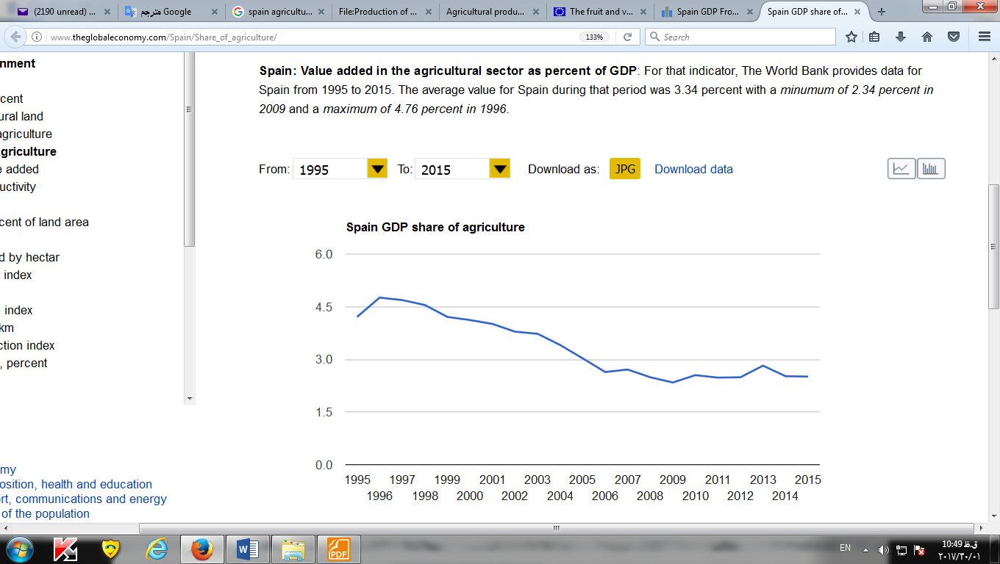 (2190 unread) ...
مترجم Google
spain agricultu...
File:Production of ...
Agricultural produ...
The fruit and v...
Spain GDP Fro...
Spain GDP share of...
www.theglobaleconomy.com/Spain/Share_of_agriculture/
133%
Search
nment
cent
ural land
agriculture
griculture
e added
uctivity
cent of land area
d by hectar
index
index
km
ction index
, percent
my
osition, health and education
rt, communications and energy
of the population
Spain: Value added in the agricultural sector as percent of GDP: For that indicator, The World Bank provides data for
Spain from 1995 to 2015. The average value for Spain during that period was 3.34 percent with a minumum of 2.34 percent in
2009 and a maximum of 4.76 percent in 1996.
From: 1995 To: 2015 Download as: JPG Download data
Spain GDP share of agriculture
6.0
4.5
3.0
1.5
0.0
1995 1997 1999 2001 2003 2005 2007 2009 2011 2013 2015
1996 1998 2000 2002 2004 2006 2008 2010 2012 2014
PDF
EN
10:49 ق.ظ
٢٠١٧/٣٠/٠١